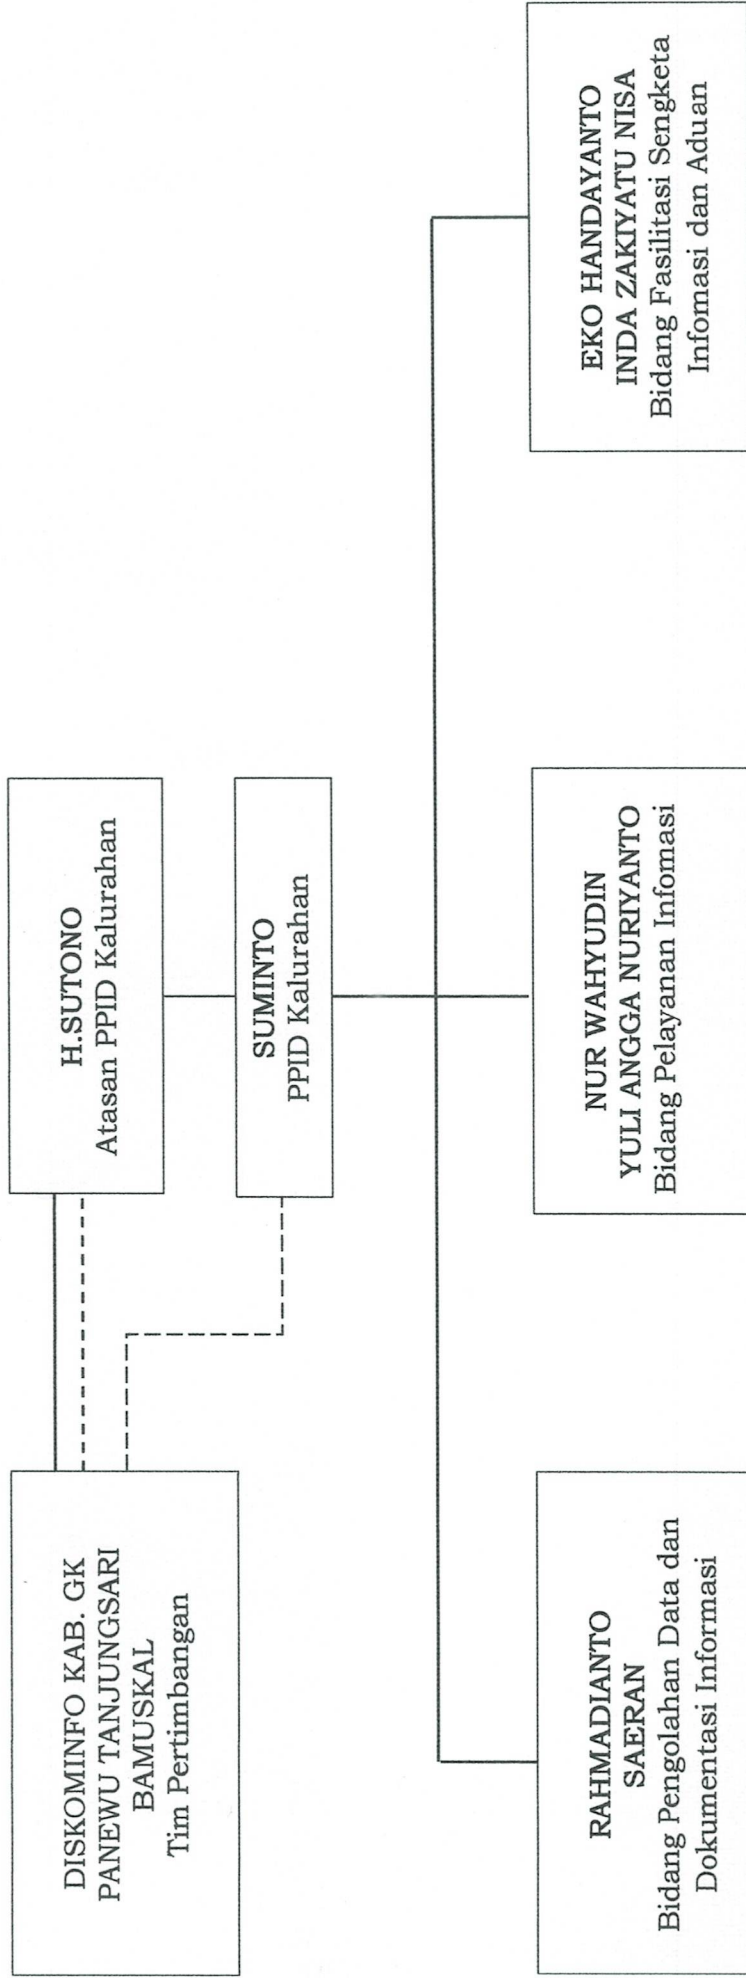 DISKOMINFO KAB. GK
PANEWU TANJUNGSARI
BAMUSKAL
Tim Pertimbangan
H.SUTONO
Atasan PPID Kalurahan
SUMINTO
PPID Kalurahan
RAHMADIANTO
SAERAN
Bidang Pengolahan Data dan
Dokumentasi Informasi
NUR WAHYUDIN
YULI ANGGA NURIYANTO
Bidang Pelayanan Infomasi
EKO HANDAYANTO
INDA ZAKIYATU NISA
Bidang Fasilitasi Sengketa
Infomasi dan Aduan